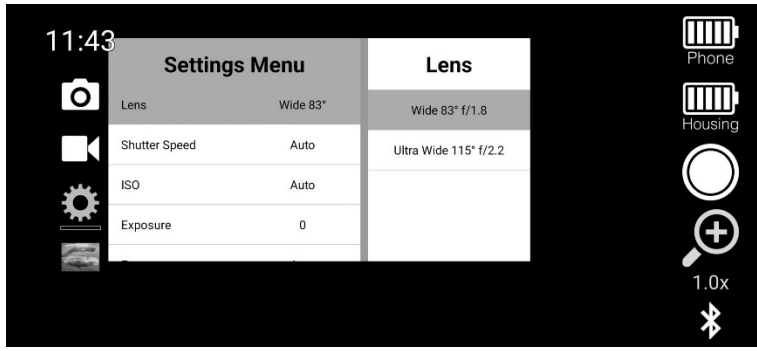 11:43
Settings Menu
Lens Wide 83°
Shutter Speed Auto
ISO Auto
Exposure 0
Lens
Wide 83° f/1.8
Ultra Wide 115° f/2.2
Phone
Housing
1.0x